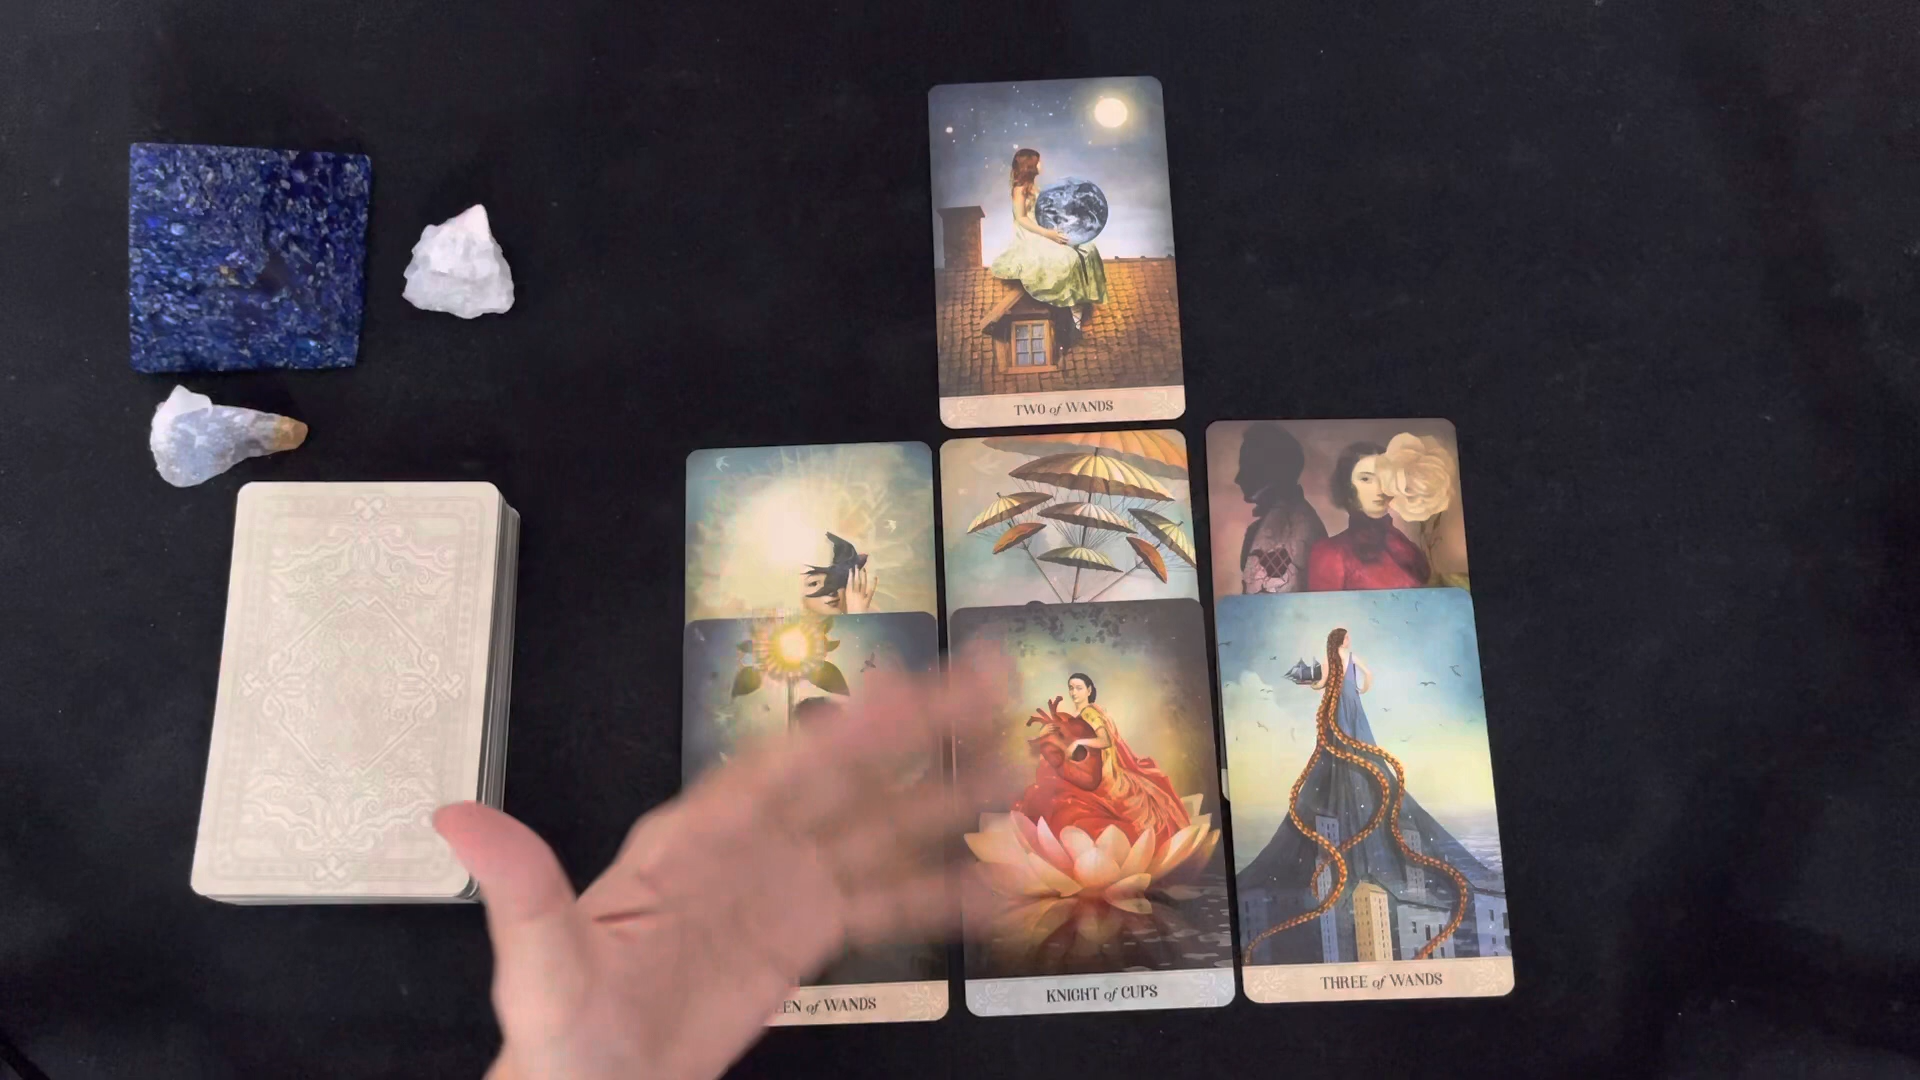 TWO of WANDS
EEN of WANDS
KNIGHT of CUPS
THREE of WANDS